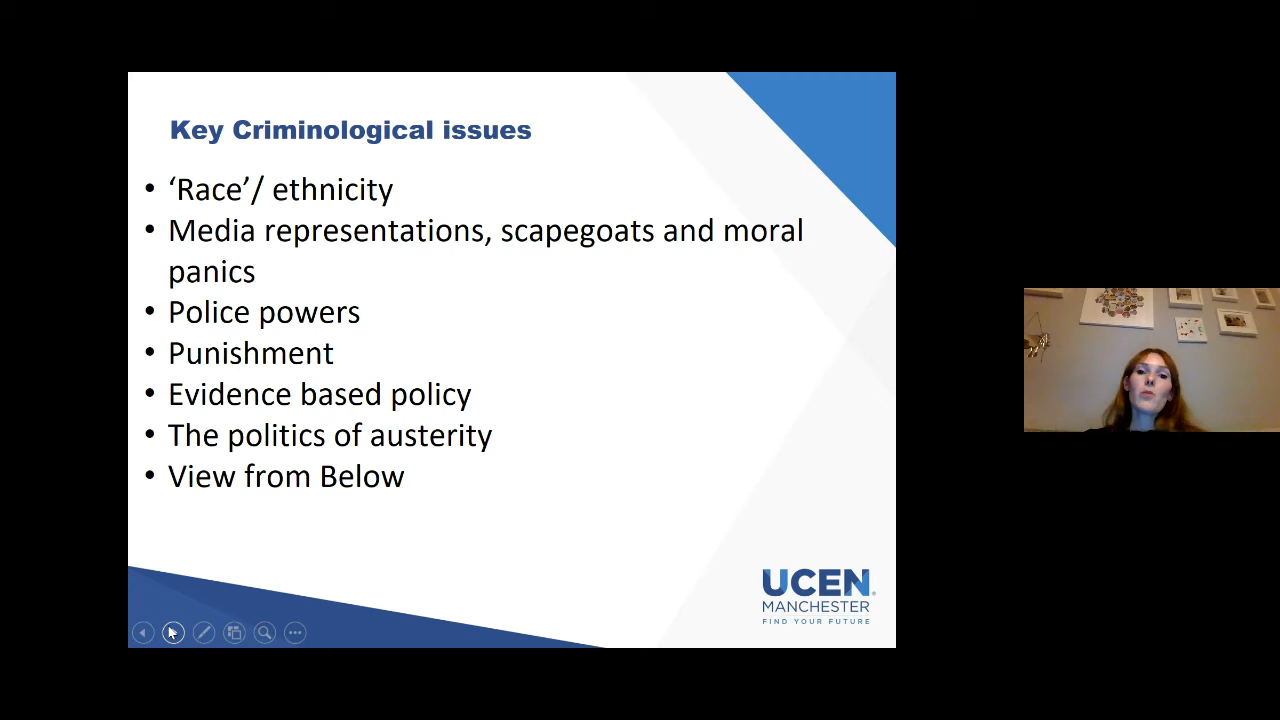 Key Criminological issues
• ‘Race’/ ethnicity
• Media representations, scapegoats and moral
panics
• Police powers
• Punishment
• Evidence based policy
• The politics of austerity
• View from Below
UCEN
MANCHESTER
FIND YOUR FUTURE